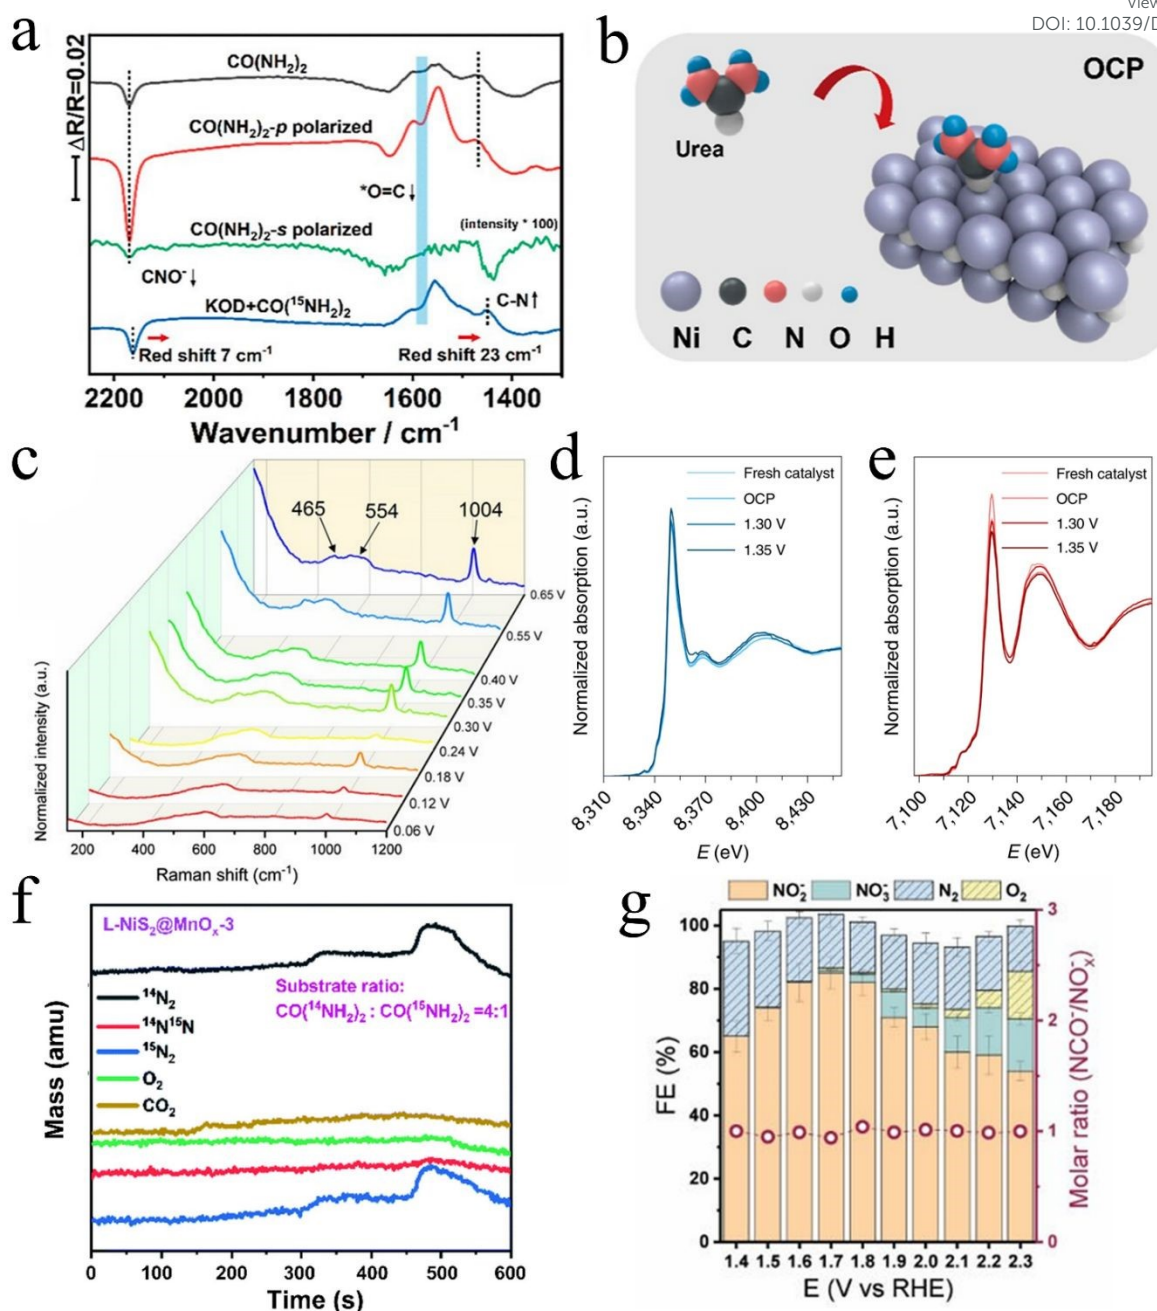 View
DOI: 10.1039/D
a
ΔR/R=0.02
CO(NH2)2
CO(NH2)2-p polarized
*O=C↓
CO(NH2)2-s polarized
(intensity * 100)
CNO-↓
KOD+CO(15NH2)2
C-N↑
Red shift 7 cm-1
Red shift 23 cm-1
2200 2000 1800 1600 1400
Wavenumber / cm-1
b
OCP
Urea
Ni C N O H
c
465
554
1004
0.65 V
0.55 V
0.40 V
0.35 V
0.30 V
0.24 V
0.18 V
0.12 V
0.06 V
Normalized intensity (a.u.)
200 400 600 800 1000 1200
Raman shift (cm-1)
d
Fresh catalyst
OCP
1.30 V
1.35 V
Normalized absorption (a.u.)
8,310 8,340 8,370 8,400 8,430
E (eV)
e
Fresh catalyst
OCP
1.30 V
1.35 V
Normalized absorption (a.u.)
7,100 7,120 7,140 7,160 7,180
E (eV)
f
L-NiS2@MnOx-3
Substrate ratio:
CO(14NH2)2 : CO(15NH2)2 =4:1
14N2
14N15N
15N2
O2
CO2
Mass (amu)
0 100 200 300 400 500 600
Time (s)
g
NO2- NO3- N2 O2
FE (%)
100
80
60
40
20
0
3
2
1
0
Molar ratio (NCO-/NOx-)
1.4 1.5 1.6 1.7 1.8 1.9 2.0 2.1 2.2 2.3
E (V vs RHE)